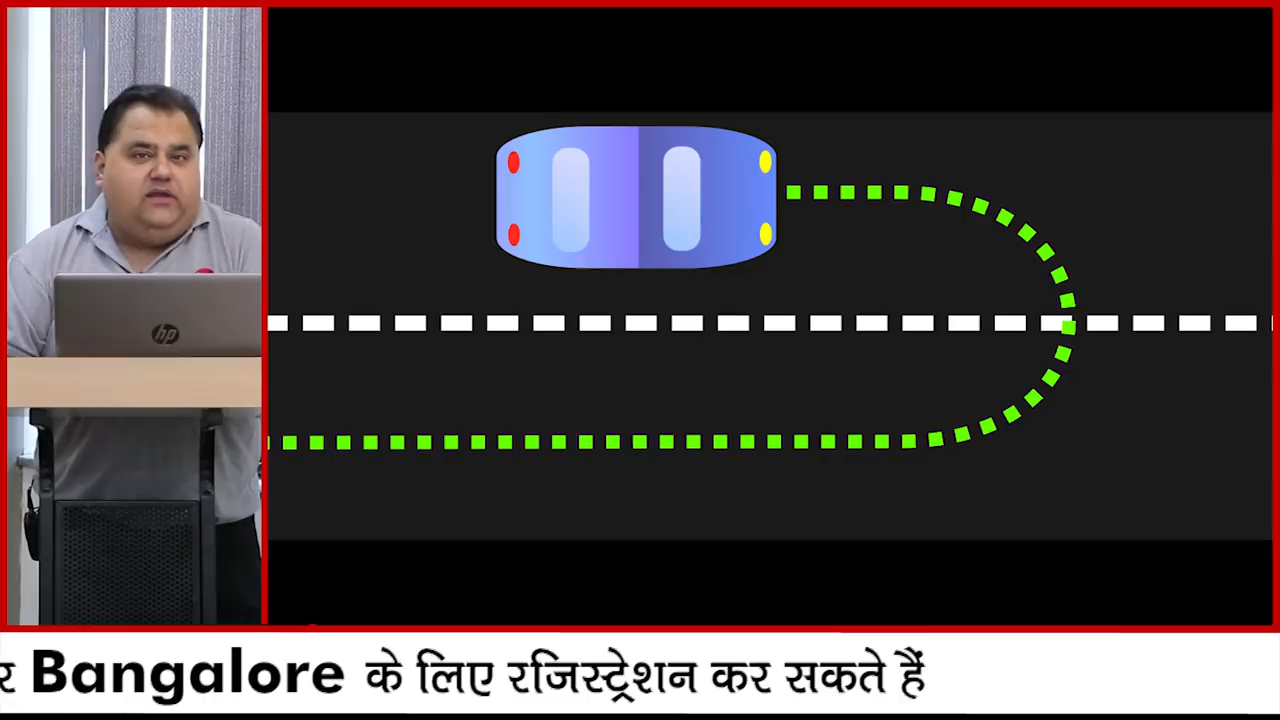 hp
र Bangalore के लिए रजिस्ट्रेशन कर सकते हैं